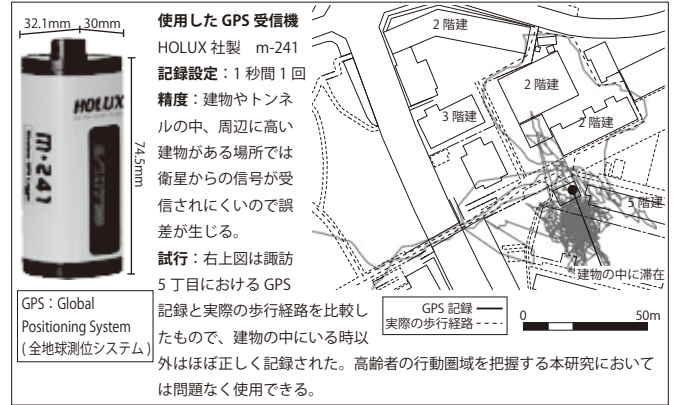 32.1mm 30mm
74.5mm
HOLUX
m-241
GPS：Global
Positioning System
(全地球測位システム)
使用した GPS 受信機
HOLUX 社製　m-241
記録設定：1 秒間 1 回
精度：建物やトンネ
ルの中、周辺に高い
建物がある場所では
衛星からの信号が受
信されにくいので誤
差が生じる。
試行：右上図は諏訪
5 丁目における GPS
記録と実際の歩行経路を比較し
たもので、建物の中にいる時以
外はほぼ正しく記録された。高齢者の行動圏域を把握する本研究において
は問題なく使用できる。
2 階建
2 階建
3 階建
2 階建
5 階建
建物の中に滞在
GPS 記録
実際の歩行経路
0 50m